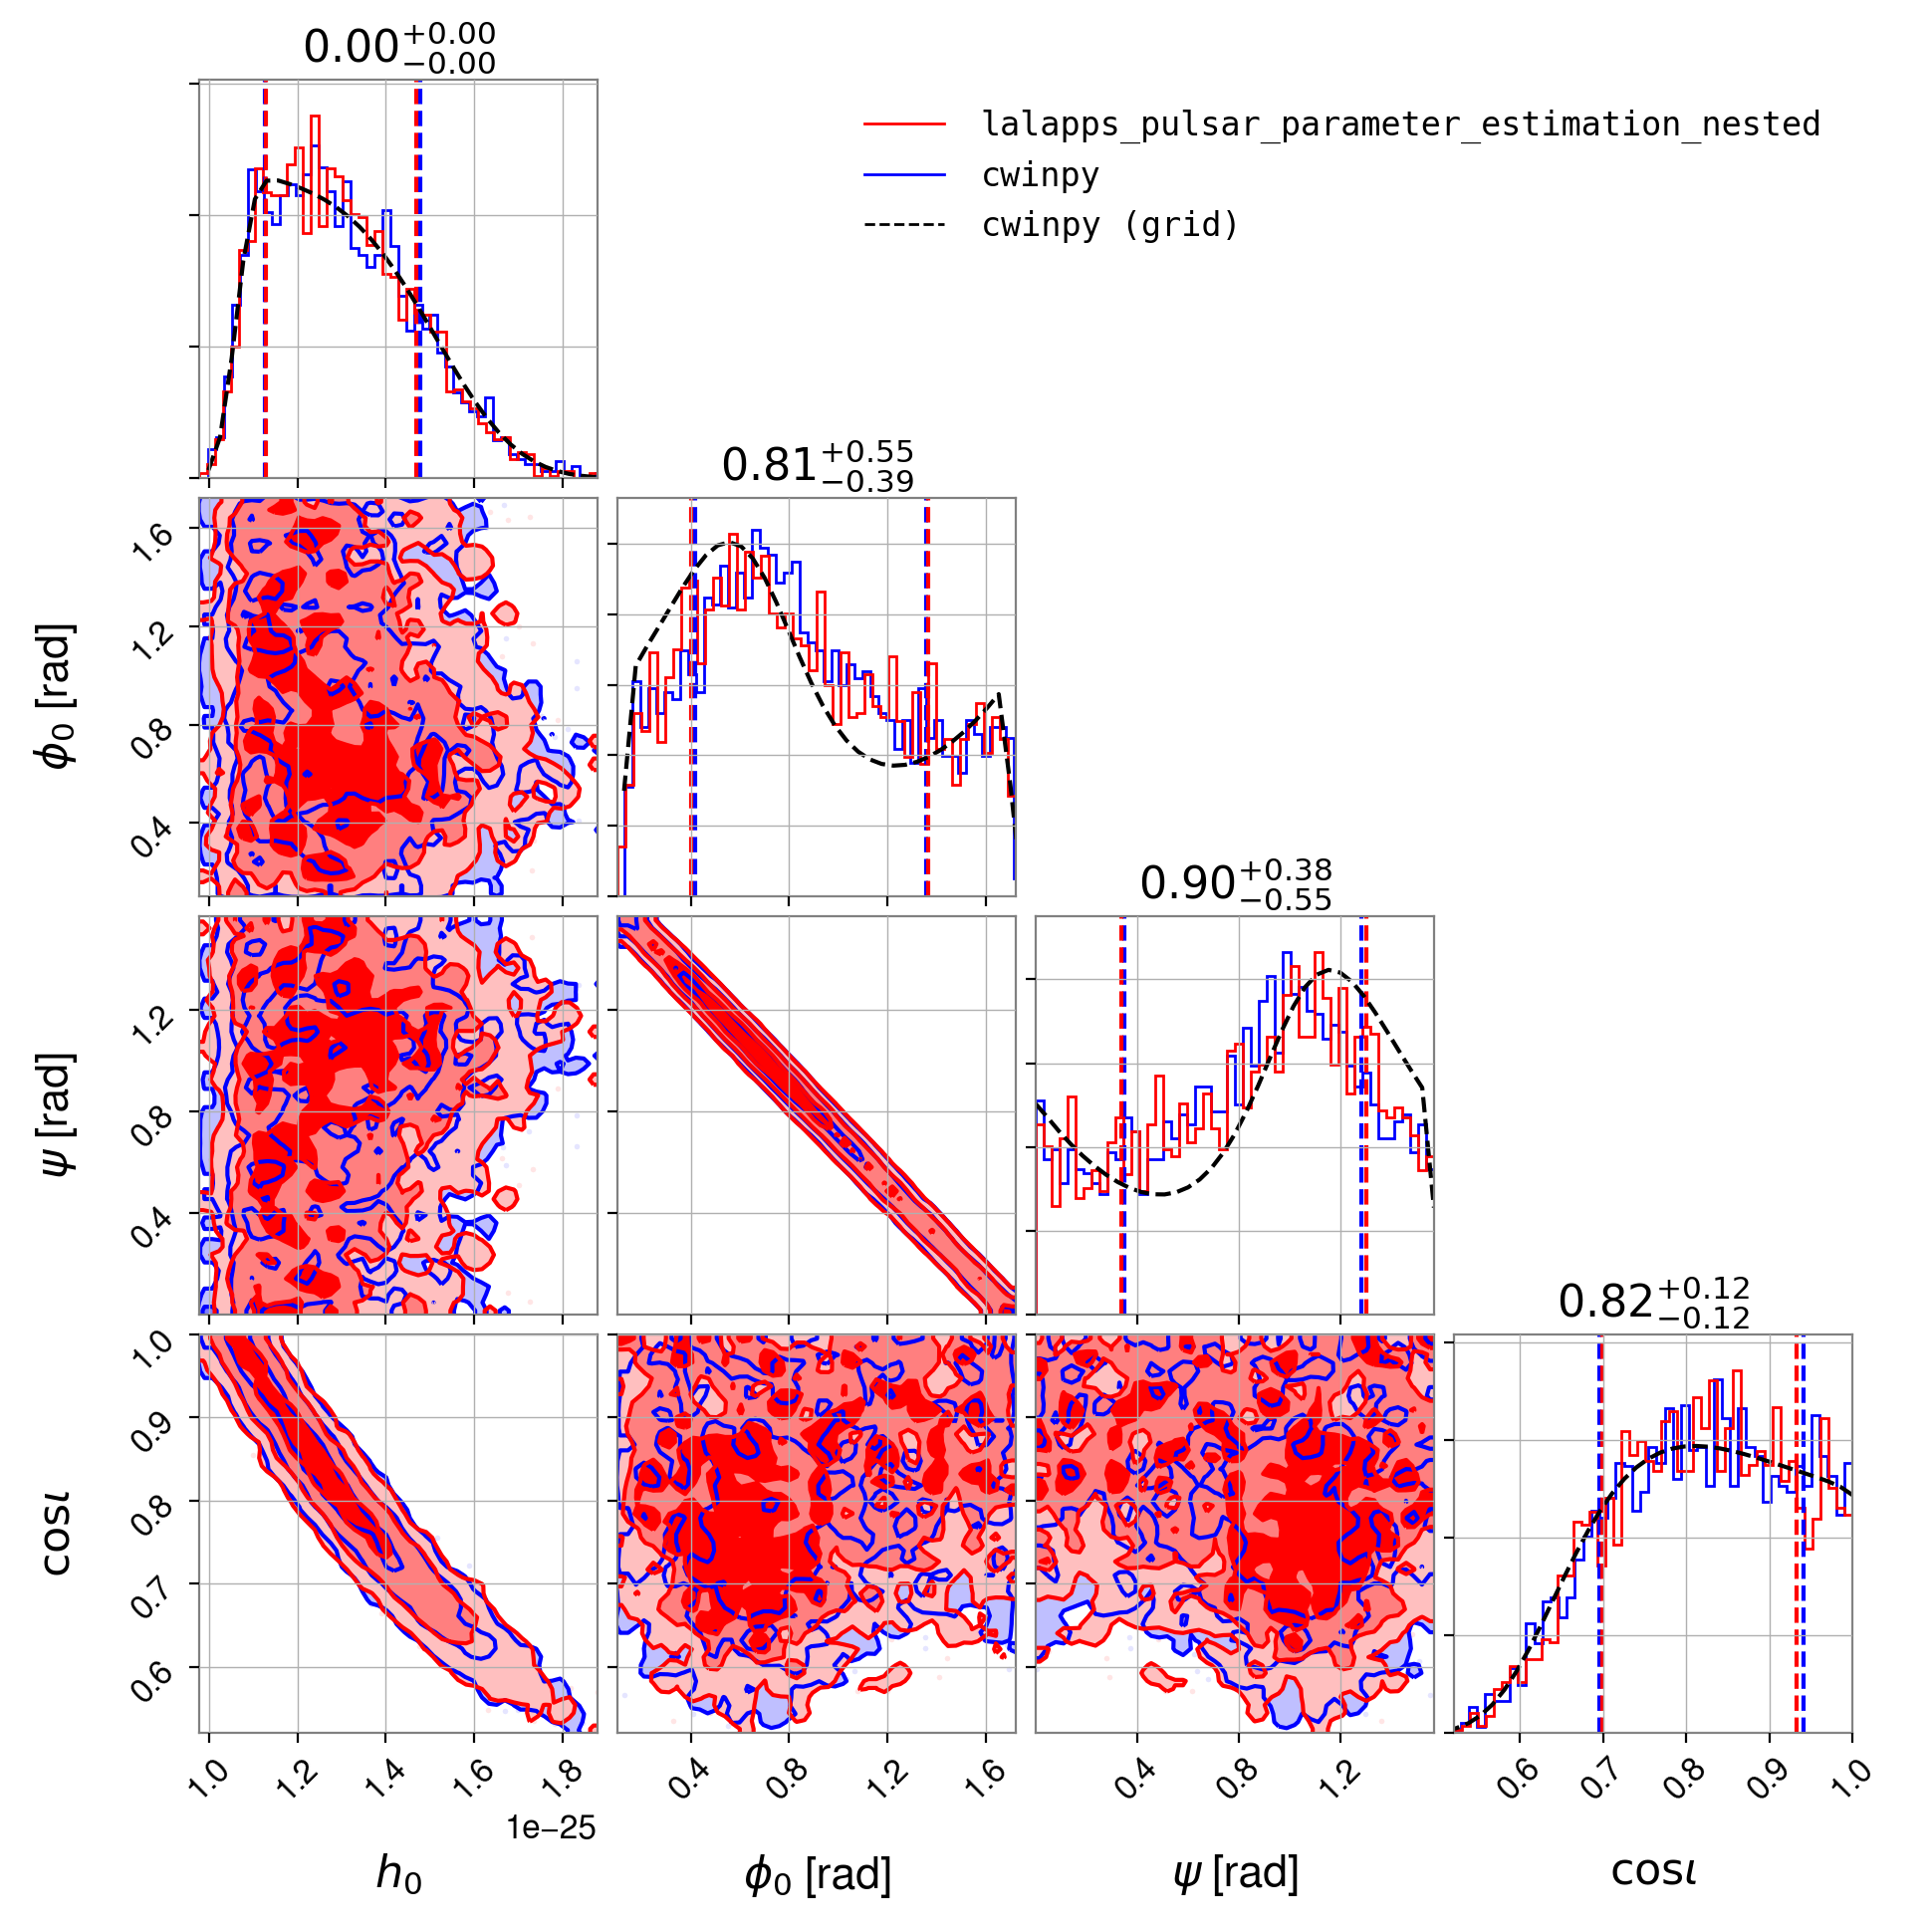 0.00 +0.00 −0.00
lalapps_pulsar_parameter_estimation_nested
cwinpy
cwinpy (grid)
0.81 +0.55 −0.39
1.6
1.2
0.8
0.4
ϕ0 [rad]
0.90 +0.38 −0.55
1.2
0.8
0.4
ψ [rad]
0.82 +0.12 −0.12
1.0
0.9
0.8
0.7
0.6
cosι
1.0 1.2 1.4 1.6 1.8 0.4 0.8 1.2 1.6 0.4 0.8 1.2 0.6 0.7 0.8 0.9 1.0
1e−25
h0 ϕ0 [rad] ψ [rad] cosι